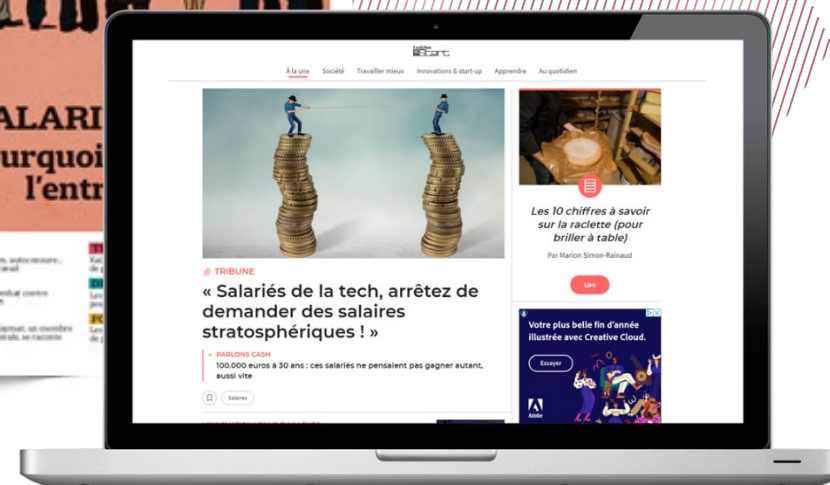 ALARI
urquoi
l'entr
Les Echos
START
À la une
Société
Travailler mieux
Innovations & start-up
Apprendre
Au quotidien
TRIBUNE
« Salariés de la tech, arrêtez de
demander des salaires
stratosphériques ! »
PARLONS CASH
100.000 euros à 30 ans : ces salariés ne pensaient pas gagner autant,
aussi vite
Salaires
Les 10 chiffres à savoir
sur la raclette (pour
briller à table)
Par Marion Simon-Rainaud
Lire
Votre plus belle fin d'année
illustrée avec Creative Cloud.
Essayer
Adobe